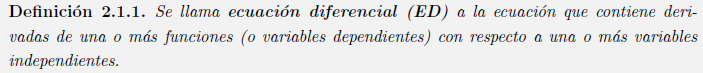 Definición 2.1.1. Se llama ecuación diferencial (ED) a la ecuación que contiene deri-
vadas de una o más funciones (o variables dependientes) con respecto a una o más variables
independientes.